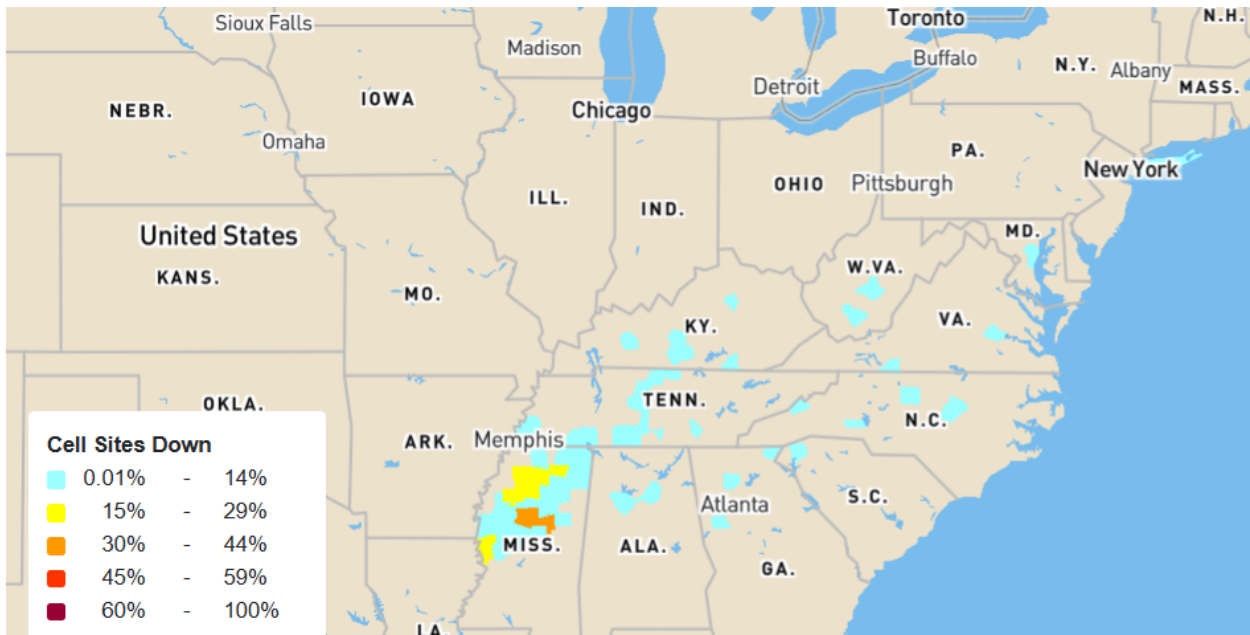 Sioux Falls
Madison
Toronto
N.H.
Buffalo
N.Y.
Albany
MASS.
Detroit
NEBR.
IOWA
Chicago
Omaha
PA.
New York
OHIO
Pittsburgh
ILL.
IND.
United States
MD.
KANS.
W.VA.
MO.
VA.
KY.
OKLA.
TENN.
N.C.
ARK.
Memphis
S.C.
Atlanta
MISS.
ALA.
GA.
LA.
Cell Sites Down
0.01% - 14%
15% - 29%
30% - 44%
45% - 59%
60% - 100%